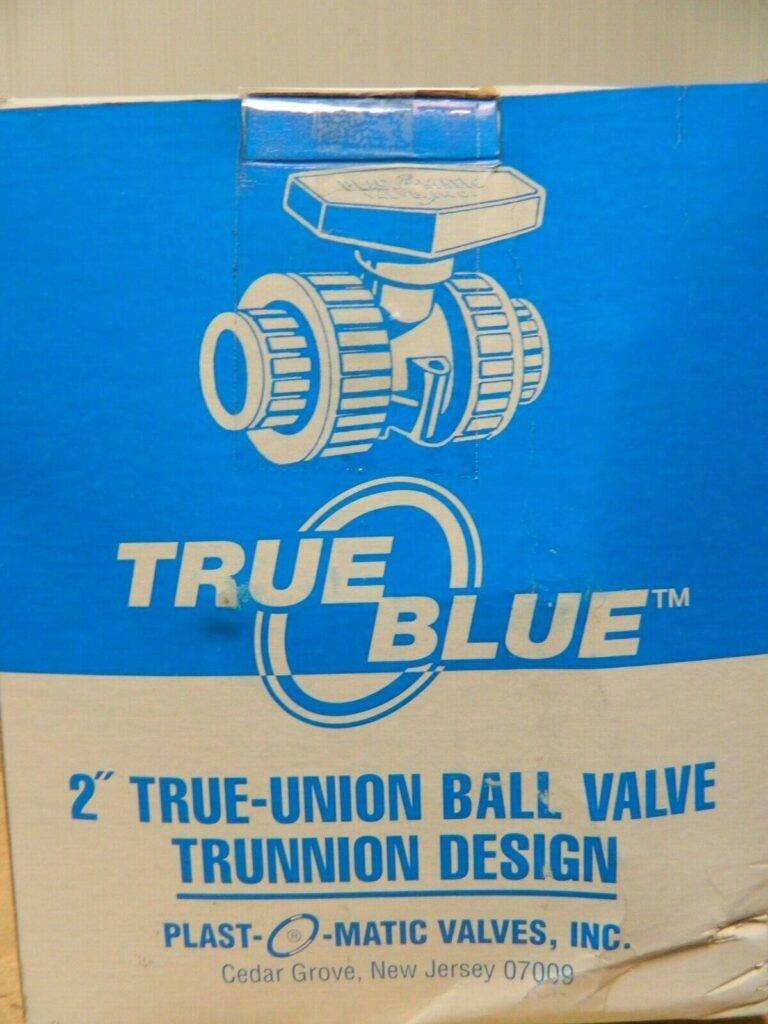 TRUE
BLUE™
2" TRUE-UNION BALL VALVE
TRUNNION DESIGN
PLAST-O®-MATIC VALVES, INC.
Cedar Grove, New Jersey 07009